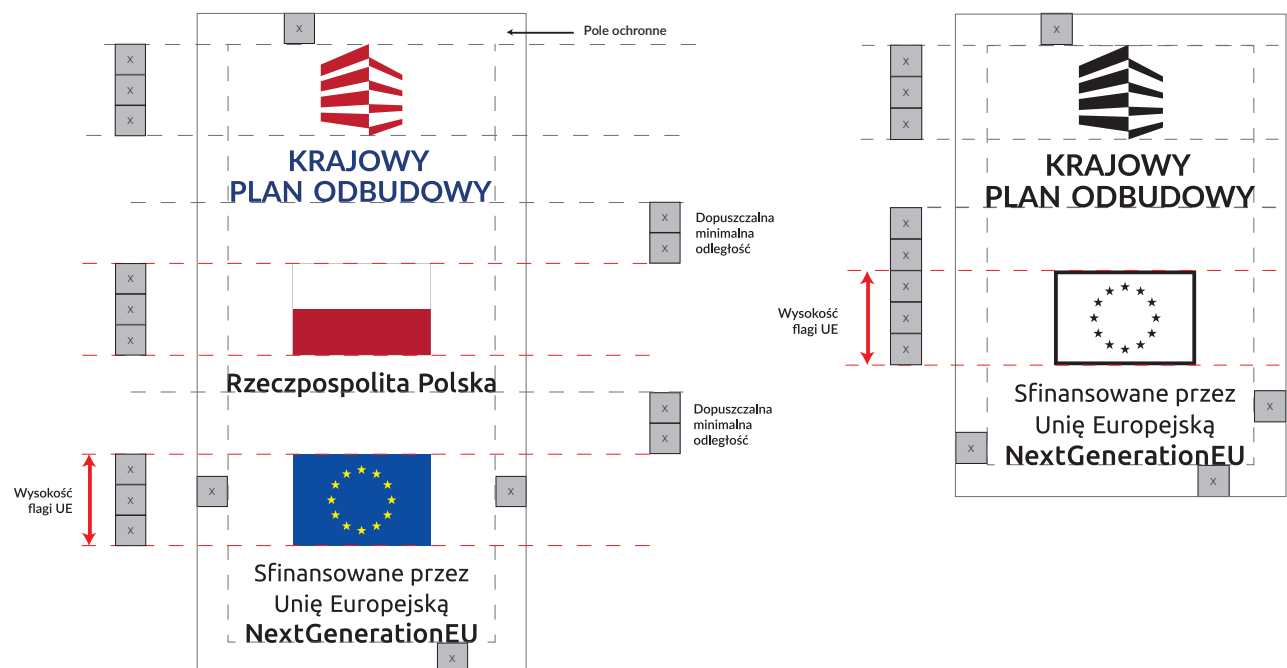 x
Pole ochronne
x
x
x
KRAJOWY
PLAN ODBUDOWY
x
x
Dopuszczalna
minimalna
odległość
x
x
x
Rzeczpospolita Polska
x
x
Dopuszczalna
minimalna
odległość
Wysokość
flagi UE
x
x
x
x
x
Sfinansowane przez
Unię Europejską
NextGenerationEU
x
x
x
x
x
KRAJOWY
PLAN ODBUDOWY
x
x
x
x
x
Wysokość
flagi UE
Sfinansowane przez
Unię Europejską
NextGenerationEU
x
x
x